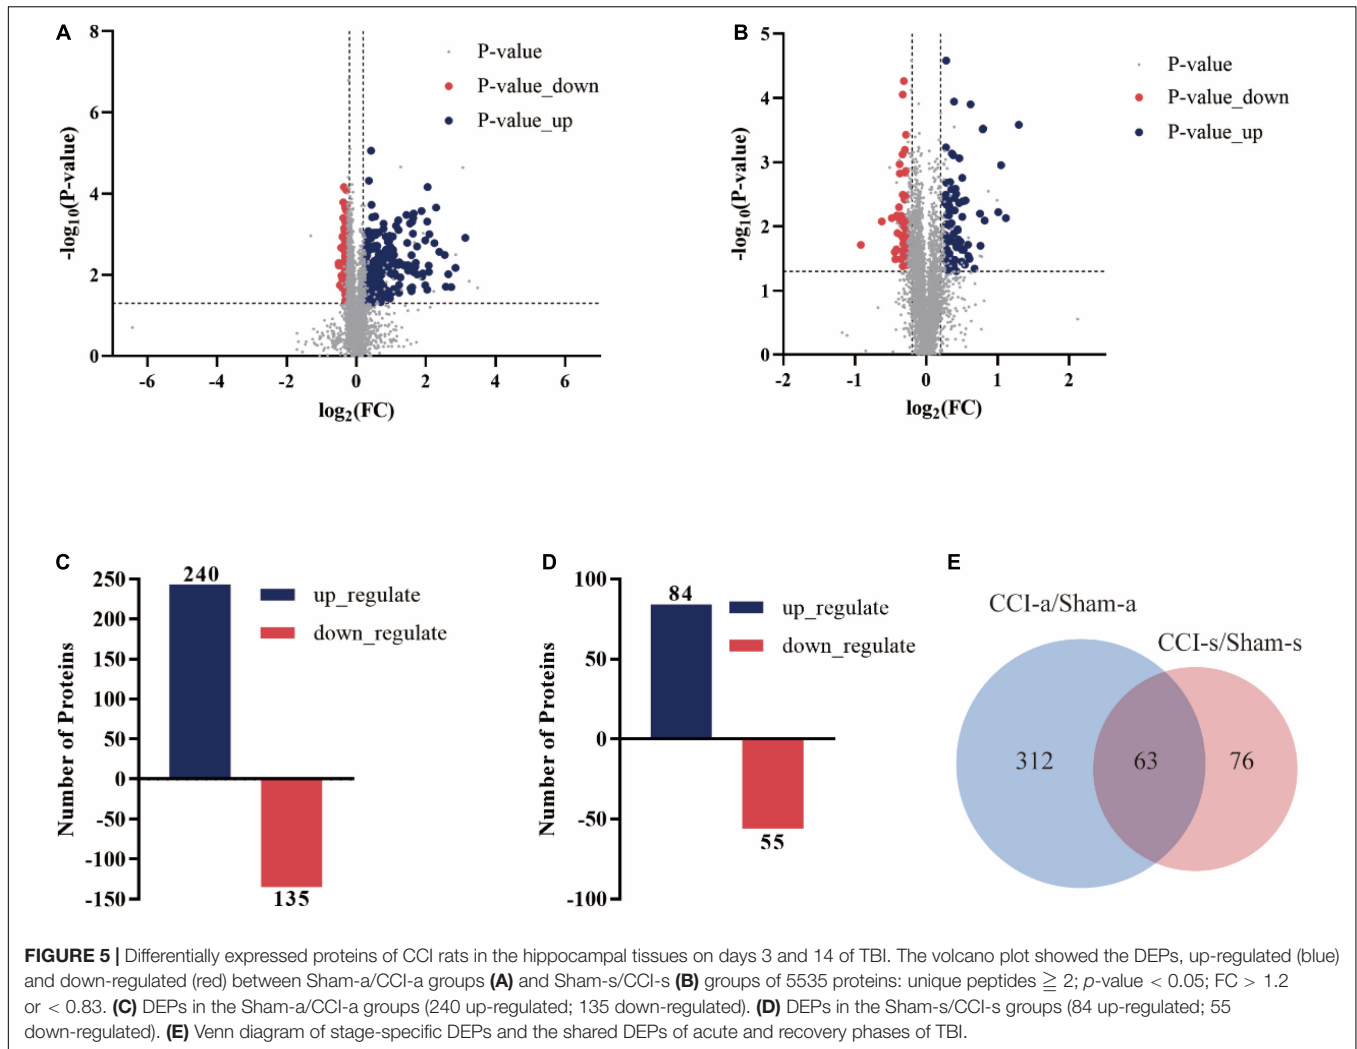 A
8
6
4
2
0
-log10(P-value)
-6 -4 -2 0 2 4 6
log2(FC)
P-value
P-value_down
P-value_up
B
5
4
3
2
1
0
-log10(P-value)
-2 -1 0 1 2
log2(FC)
P-value
P-value_down
P-value_up
C
250
200
150
100
50
0
-50
-100
-150
Number of Proteins
240
135
up_regulate
down_regulate
D
100
50
0
-50
-100
Number of Proteins
84
55
up_regulate
down_regulate
E
CCI-a/Sham-a
CCI-s/Sham-s
312 63 76
FIGURE 5 | Differentially expressed proteins of CCI rats in the hippocampal tissues on days 3 and 14 of TBI. The volcano plot showed the DEPs, up-regulated (blue)
and down-regulated (red) between Sham-a/CCI-a groups (A) and Sham-s/CCI-s (B) groups of 5535 proteins: unique peptides ≧ 2; p-value < 0.05; FC > 1.2
or < 0.83. (C) DEPs in the Sham-a/CCI-a groups (240 up-regulated; 135 down-regulated). (D) DEPs in the Sham-s/CCI-s groups (84 up-regulated; 55
down-regulated). (E) Venn diagram of stage-specific DEPs and the shared DEPs of acute and recovery phases of TBI.